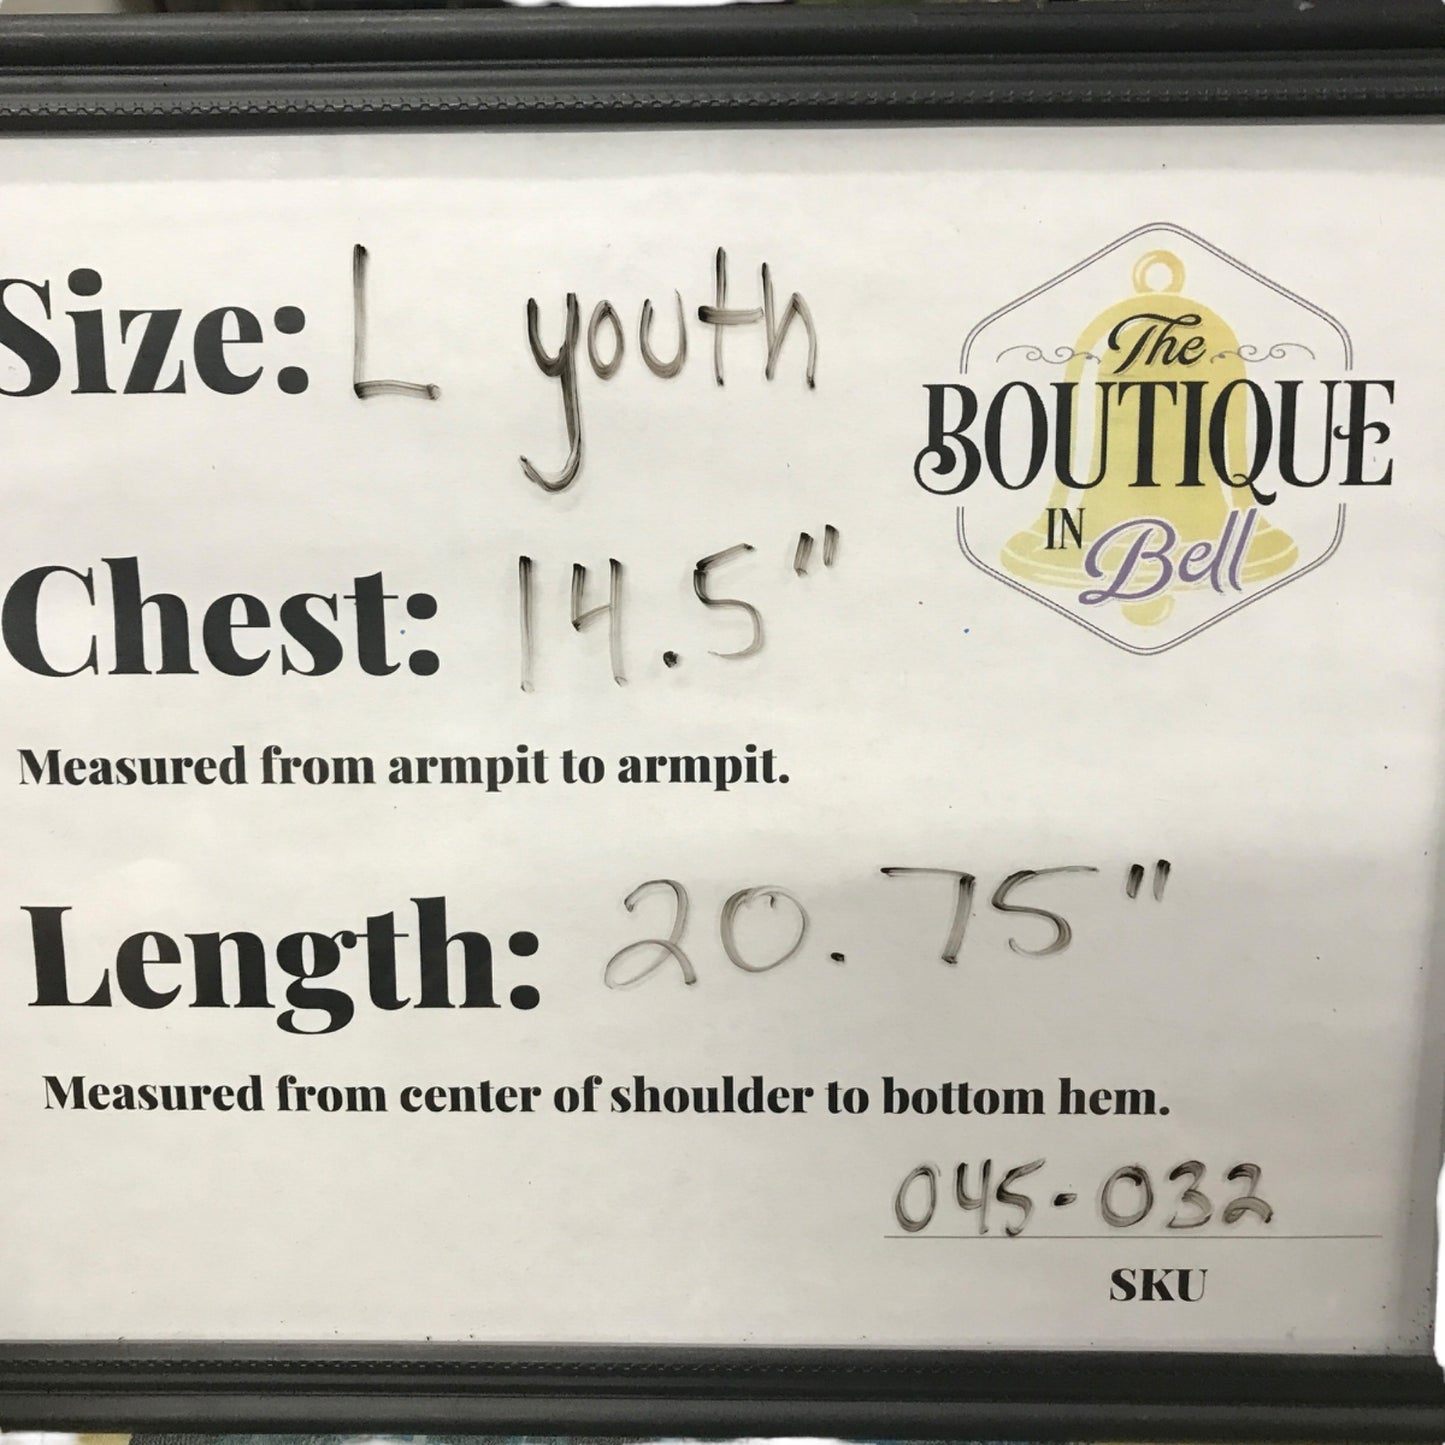 Size: L youth
The
BOUTIQUE
IN Bell
Chest: 14.5"
Measured from armpit to armpit.
Length: 20.75"
Measured from center of shoulder to bottom hem.
045-032
SKU